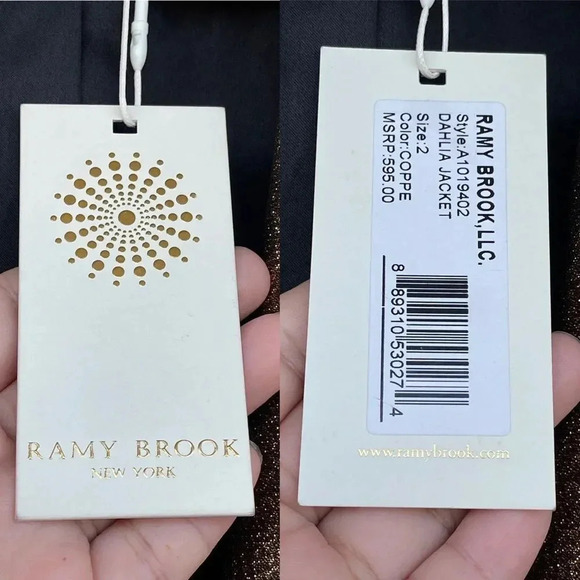 RAMY BROOK
NEW YORK
RAMY BROOK,LLC.
Style:A1019402
DAHLIA JACKET
Size:2
Color:COPPE
MSRP:595.00
8 89310 53027 4
www.ramybrook.com